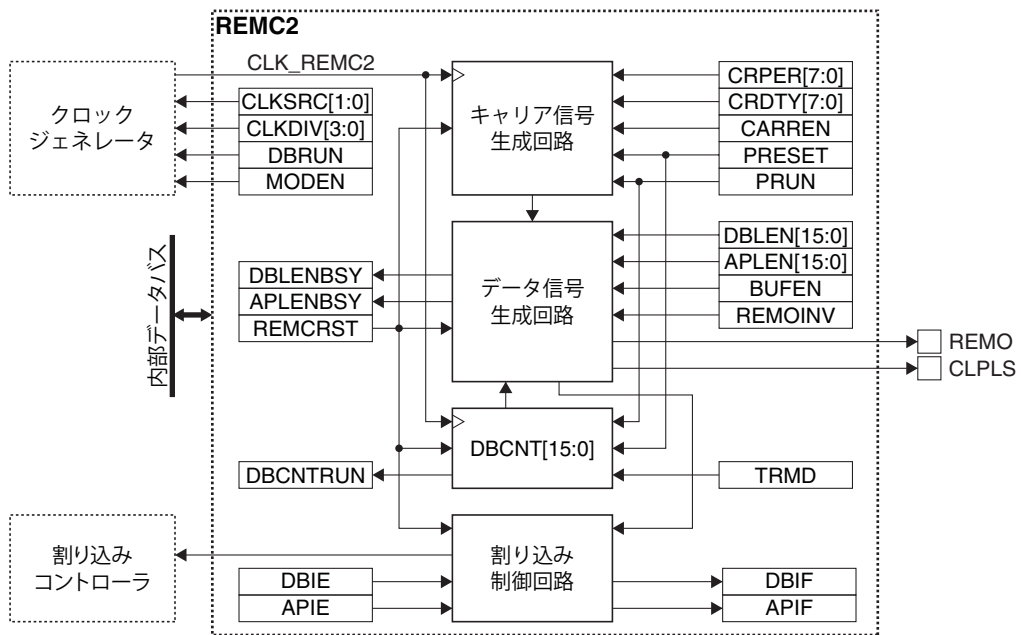 REMC2
CLK_REMC2
クロック
ジェネレータ
CLKSRC[1:0]
CLKDIV[3:0]
DBRUN
MODEN
キャリア信号
生成回路
CRPER[7:0]
CRDTY[7:0]
CARREN
PRESET
PRUN
内部データバス
DBLENBSY
APLENBSY
REMCRST
データ信号
生成回路
DBLEN[15:0]
APLEN[15:0]
BUFEN
REMOINV
REMO
CLPLS
DBCNTRUN
DBCNT[15:0]
TRMD
割り込み
コントローラ
DBIE
APIE
割り込み
制御回路
DBIF
APIF